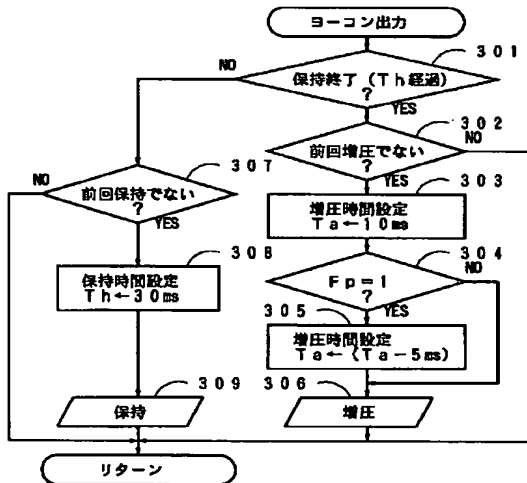 ヨーコン出力
301
NO
保持終了(Th経過)
?
YES
302
NO
307
前回増圧でない
?
NO
前回保持でない
?
YES
YES
303
増圧時間設定
Ta←10ms
308
304
保持時間設定
Th←30ms
Fp=1
?
NO
YES
305
増圧時間設定
Ta←(Ta-5ms)
309
306
保持
増圧
リターン